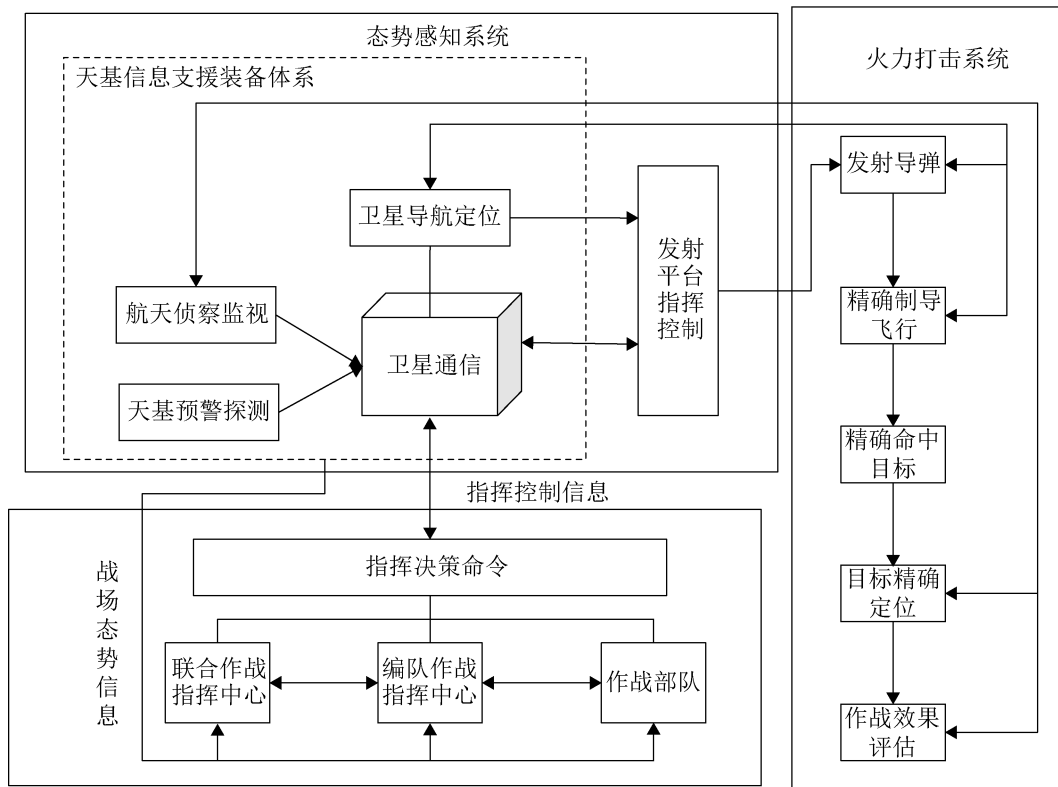 态势感知系统
天基信息支援装备体系
火力打击系统
发射导弹
卫星导航定位
发射
平台
指挥
控制
航天侦察监视
精确制导
飞行
卫星通信
天基预警探测
精确命中
目标
指挥控制信息
指挥决策命令
战
场
态
势
信
息
目标精确
定位
联合作战
指挥中心
编队作战
指挥中心
作战部队
作战效果
评估